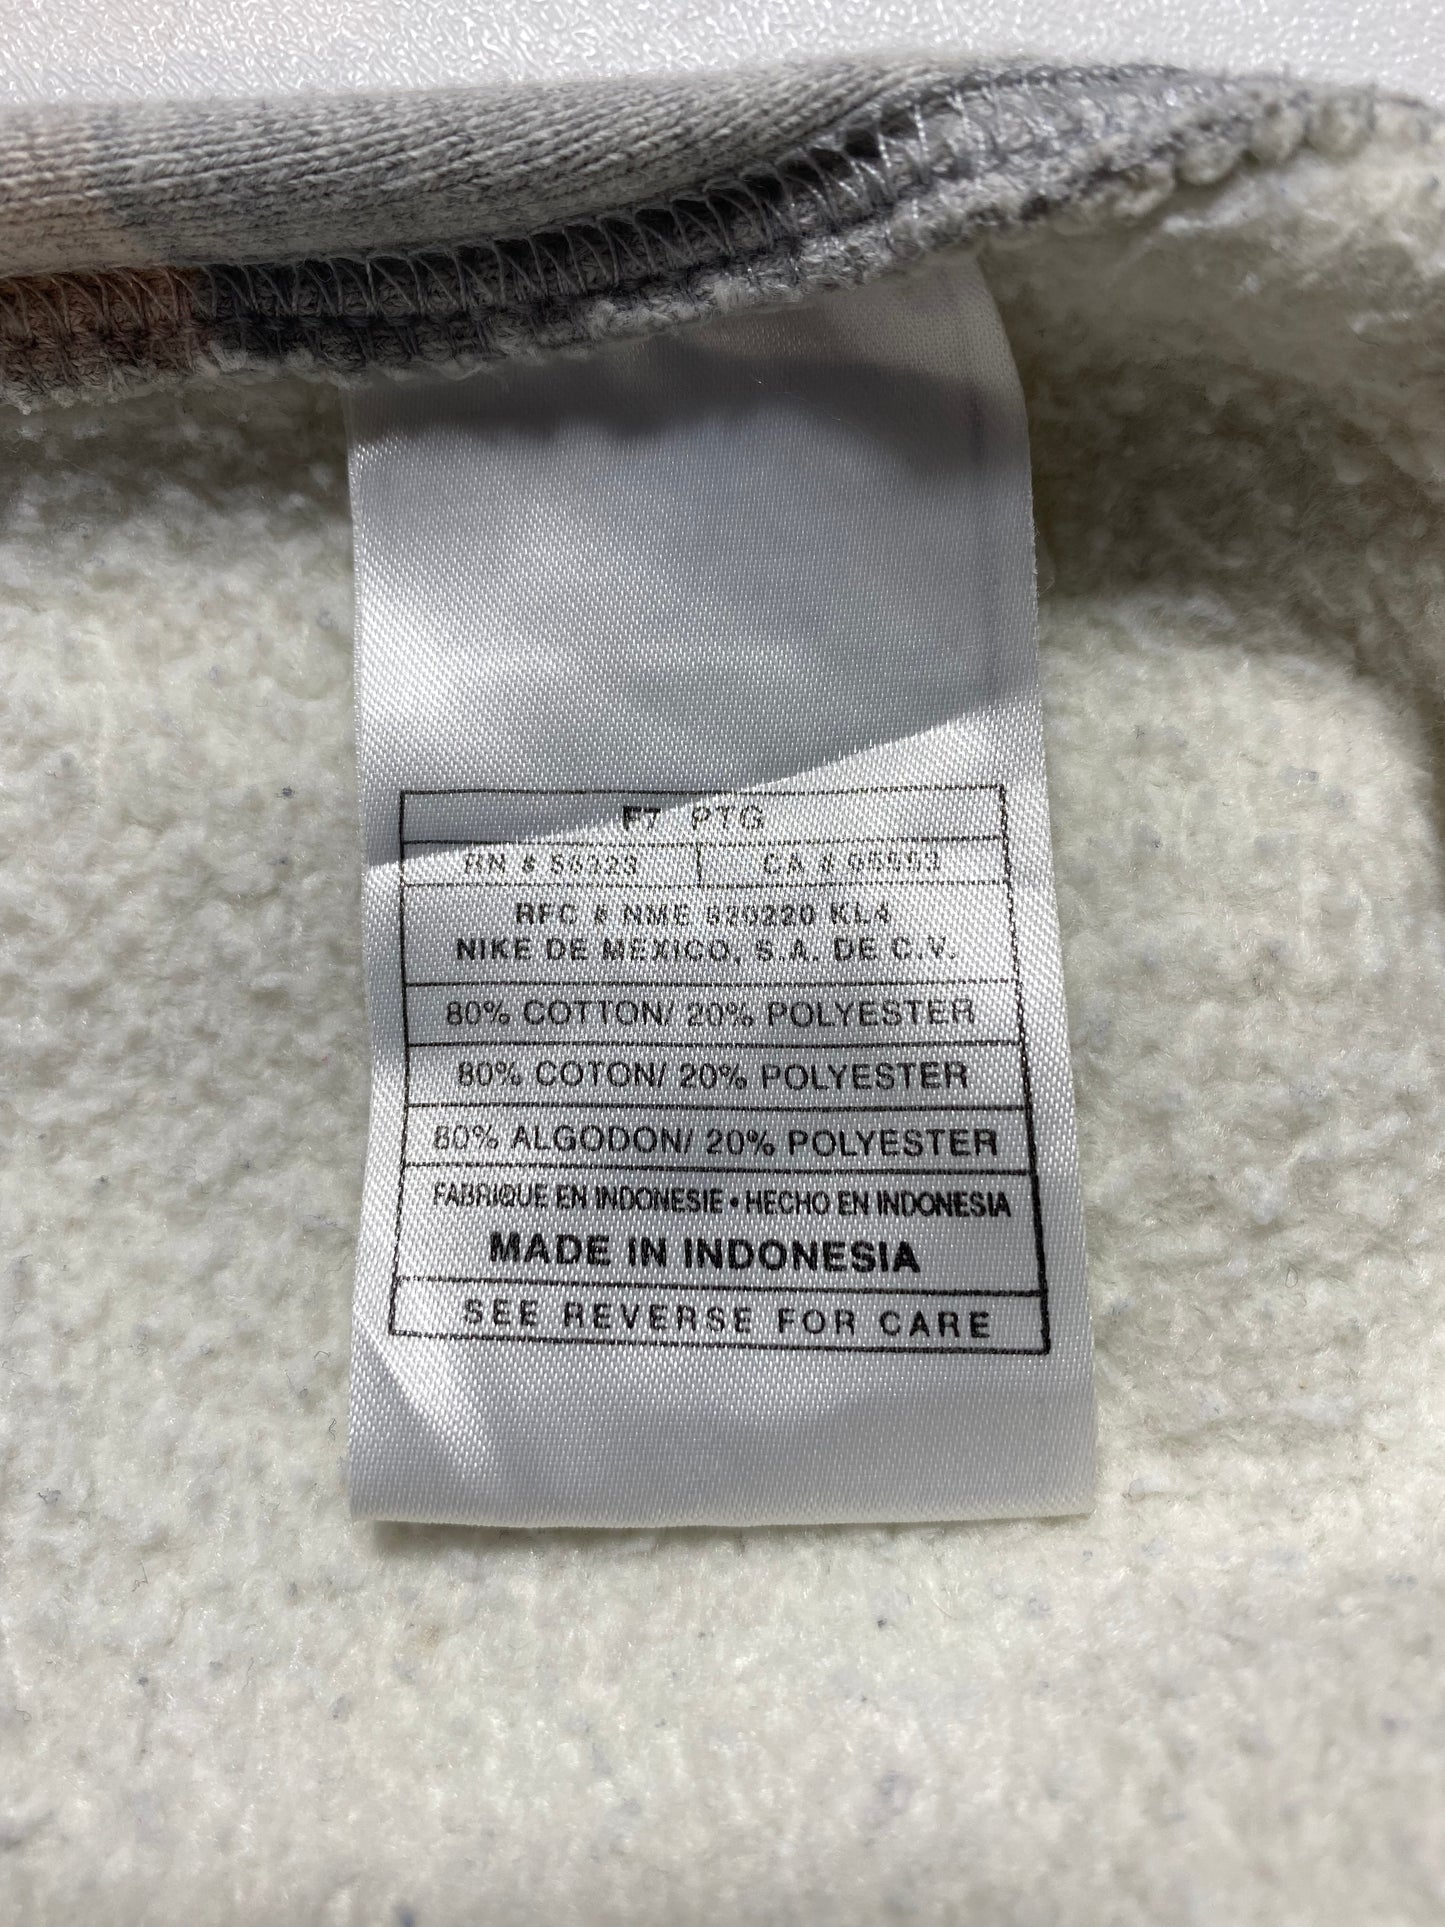 F7 PTG
RN # 56323 CA # 05553
RFC # NME 920220 KL4
NIKE DE MEXICO, S.A. DE C.V.
80% COTTON/ 20% POLYESTER
80% COTON/ 20% POLYESTER
80% ALGODON/ 20% POLYESTER
FABRIQUE EN INDONESIE • HECHO EN INDONESIA
MADE IN INDONESIA
SEE REVERSE FOR CARE